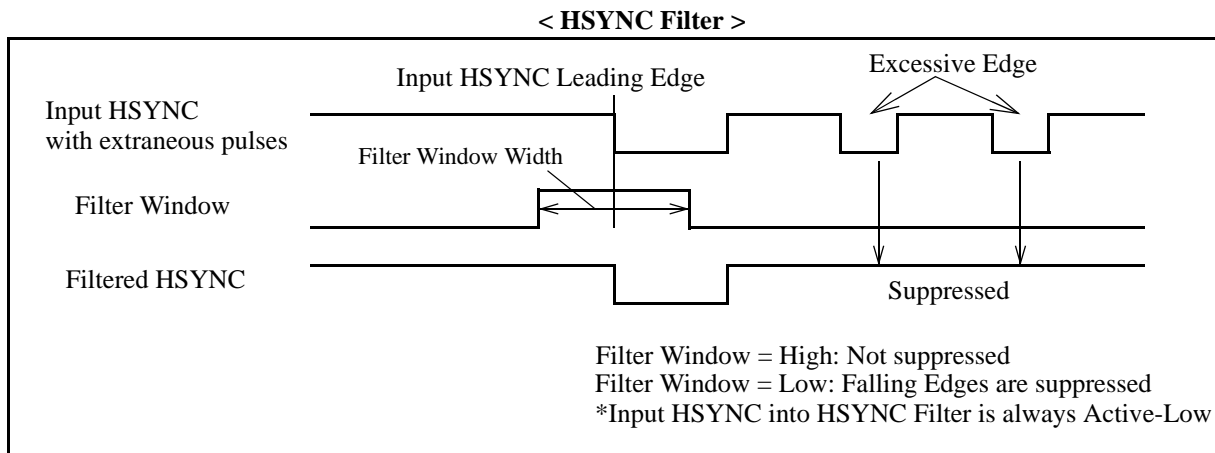 < HSYNC Filter >
Input HSYNC Leading Edge
Excessive Edge
Input HSYNC
with extraneous pulses
Filter Window Width
Filter Window
Filtered HSYNC
Suppressed
Filter Window = High: Not suppressed
Filter Window = Low: Falling Edges are suppressed
*Input HSYNC into HSYNC Filter is always Active-Low